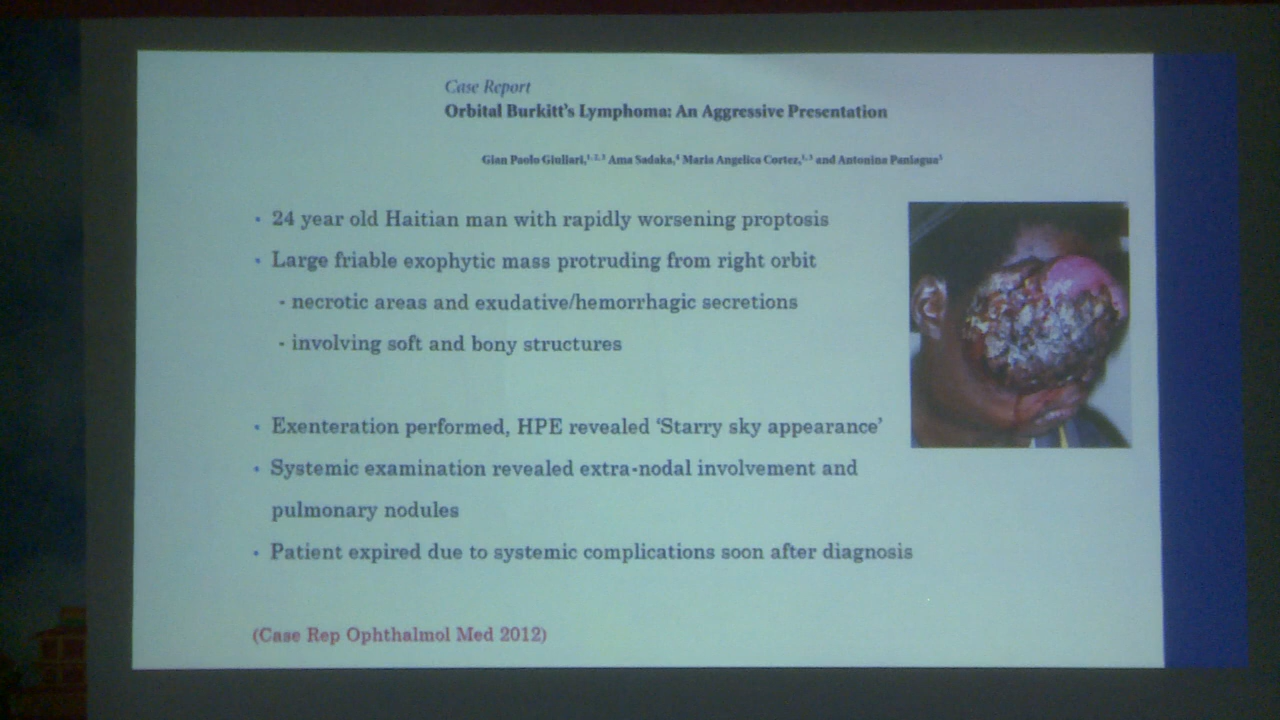 Case Report
Orbital Burkitt's Lymphoma: An Aggressive Presentation
Gian Paolo Giuliari,1,2,3 Ama Sadaka,4 Maria Angelica Cortez,1,3 and Antonina Paniagua5
• 24 year old Haitian man with rapidly worsening proptosis
• Large friable exophytic mass protruding from right orbit
- necrotic areas and exudative/hemorrhagic secretions
- involving soft and bony structures
• Exenteration performed, HPE revealed 'Starry sky appearance'
• Systemic examination revealed extra-nodal involvement and
pulmonary nodules
• Patient expired due to systemic complications soon after diagnosis
(Case Rep Ophthalmol Med 2012)